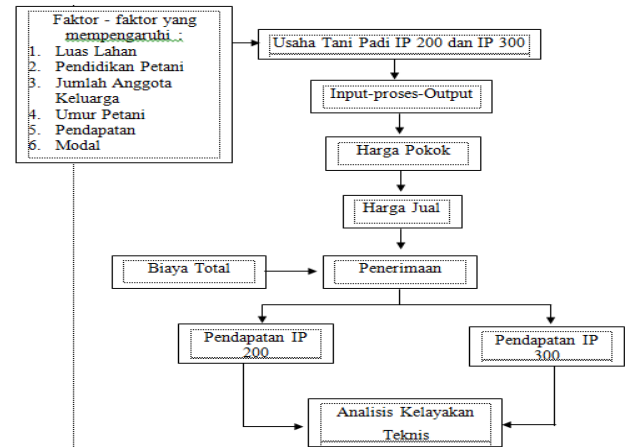 Faktor - faktor yang
mempengaruhi :
1. Luas Lahan
2. Pendidikan Petani
3. Jumlah Anggota
Keluarga
4. Umur Petani
5. Pendapatan
6. Modal
Usaha Tani Padi IP 200 dan IP 300
Input-proses-Output
Harga Pokok
Harga Jual
Biaya Total
Penerimaan
Pendapatan IP
200
Pendapatan IP
300
Analisis Kelayakan
Teknis